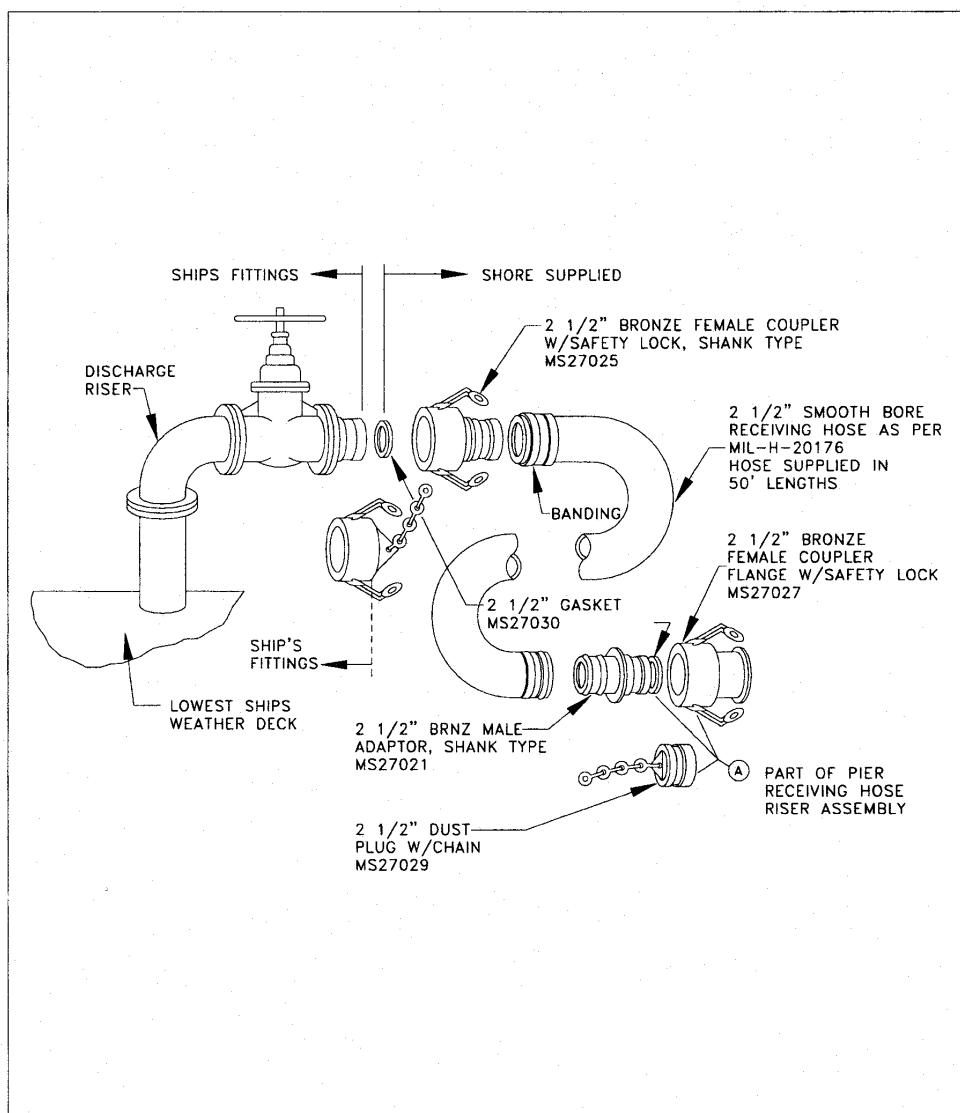 SHIPS FITTINGS
SHORE SUPPLIED
2 1/2" BRONZE FEMALE COUPLER
W/SAFETY LOCK, SHANK TYPE
MS27025
DISCHARGE
RISER
2 1/2" SMOOTH BORE
RECEIVING HOSE AS PER
MIL-H-20176
HOSE SUPPLIED IN
50' LENGTHS
BANDING
2 1/2" BRONZE
FEMALE COUPLER
FLANGE W/SAFETY LOCK
MS27027
2 1/2" GASKET
MS27030
SHIP'S
FITTINGS
LOWEST SHIPS
WEATHER DECK
2 1/2" BRNZ MALE
ADAPTOR, SHANK TYPE
MS27021
A
PART OF PIER
RECEIVING HOSE
RISER ASSEMBLY
2 1/2" DUST
PLUG W/CHAIN
MS27029